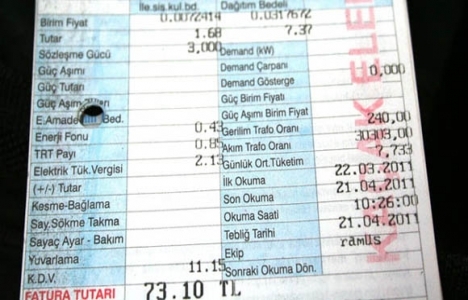 İle.sis.kul.bd. Dağıtım Bedeli
Birim Fiyat 0.0072414 0.0317672
Tutar 1.68 7.37
Sözleşme Gücü 3,000 Demand (kW)
Güç Aşımı Demand Çarpanı 0,000
Güç Tutarı Demand Gösterge
Güç Aşım Güç Birim Fiyatı
E.Amade Bed. Güç Aşımı Birim Fiyatı 240,00
Enerji Fonu 0.43 Gerilim Trafo Oranı 30303,00
TRT Payı 0.85 Akım Trafo Oranı 7,733
Elektrik Tük.Vergisi 2.13 Günlük Ort.Tüketim
(+/-) Tutar İlk Okuma 22.03.2011
Kesme-Bağlama Son Okuma 21.04.2011
Say.Sökme Takma Okuma Saati 10:26:00
Sayaç Ayar - Bakım Tebliğ Tarihi 21.04.2011
Yuvarlama Ekip ramus
K.D.V. 11.15 Sonraki Okuma Dön.
FATURA TUTARI 73.10 TL